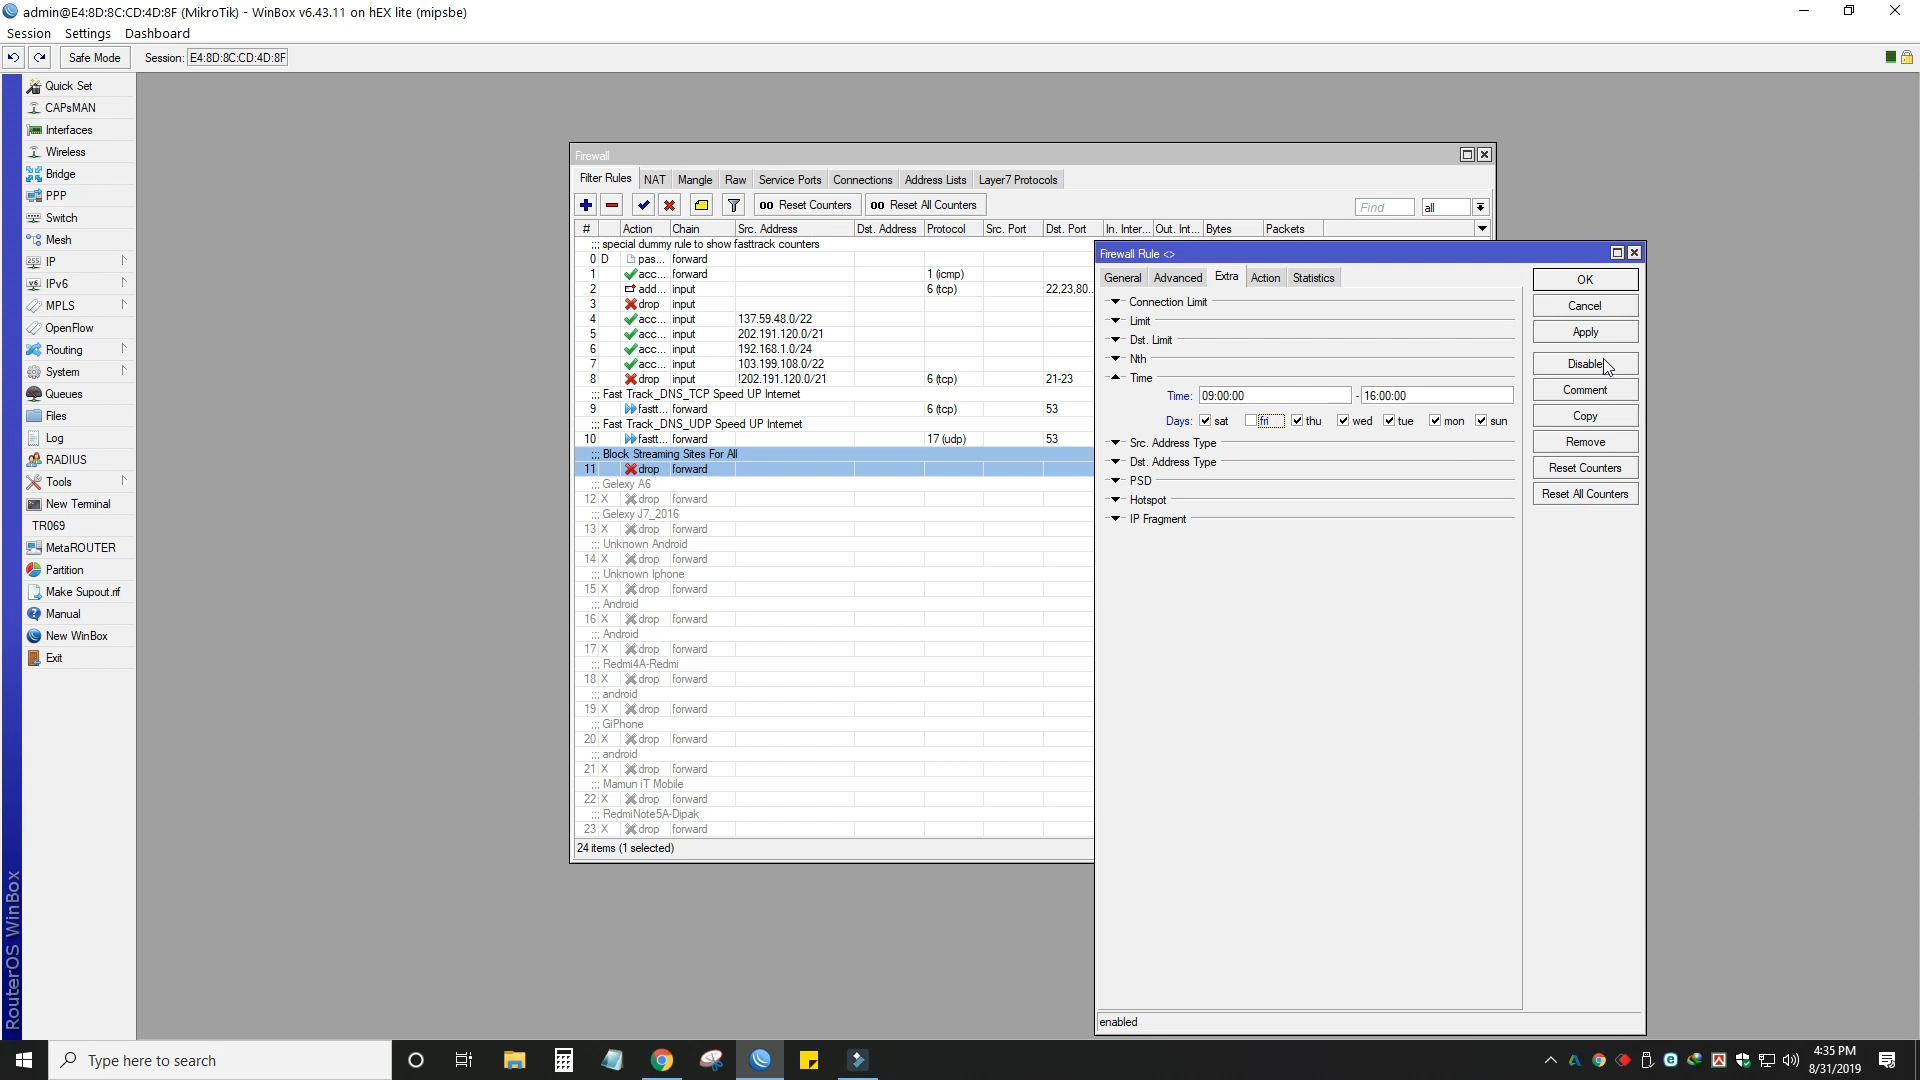 admin@E4:8D:8C:CD:4D:8F (MikroTik) - WinBox v6.43.11 on hEX lite (mipsbe)
Session Settings Dashboard
Safe Mode Session: E4:8D:8C:CD:4D:8F
Quick Set
CAPsMAN
Interfaces
Wireless
Bridge
PPP
Switch
Mesh
IP
IPv6
MPLS
OpenFlow
Routing
System
Queues
Files
Log
RADIUS
Tools
New Terminal
TR069
MetaROUTER
Partition
Make Supout.rif
Manual
New WinBox
Exit
RouterOS WinBox
Firewall
Filter Rules NAT Mangle Raw Service Ports Connections Address Lists Layer7 Protocols
00 Reset Counters 00 Reset All Counters Find all
# Action Chain Src. Address Dst. Address Protocol Src. Port Dst. Port In. Inter... Out. Int... Bytes Packets
;;; special dummy rule to show fasttrack counters
0 D pas... forward
1 acc... forward 1 (icmp)
2 add... input 6 (tcp) 22,23,80..
3 drop input
4 acc... input 137.59.48.0/22
5 acc... input 202.191.120.0/21
6 acc... input 192.168.1.0/24
7 acc... input 103.199.108.0/22
8 drop input !202.191.120.0/21 6 (tcp) 21-23
;;; Fast Track_DNS_TCP Speed UP Internet
9 fastt... forward 6 (tcp) 53
;;; Fast Track_DNS_UDP Speed UP Internet
10 fastt... forward 17 (udp) 53
;;; Block Streaming Sites For All
11 drop forward
;;; Gelexy A6
12 X drop forward
;;; Gelexy J7_2016
13 X drop forward
;;; Unknown Android
14 X drop forward
;;; Unknown Iphone
15 X drop forward
;;; Android
16 X drop forward
;;; Android
17 X drop forward
;;; Redmi4A-Redmi
18 X drop forward
;;; android
19 X drop forward
;;; GiPhone
20 X drop forward
;;; android
21 X drop forward
;;; Mamun iT Mobile
22 X drop forward
;;; RedmiNote5A-Dipak
23 X drop forward
24 items (1 selected)
Firewall Rule <>
General Advanced Extra Action Statistics
Connection Limit
Limit
Dst. Limit
Nth
Time
Time: 09:00:00 - 16:00:00
Days: sat fri thu wed tue mon sun
Src. Address Type
Dst. Address Type
PSD
Hotspot
IP Fragment
OK
Cancel
Apply
Disable
Comment
Copy
Remove
Reset Counters
Reset All Counters
enabled
Type here to search
4:35 PM
8/31/2019